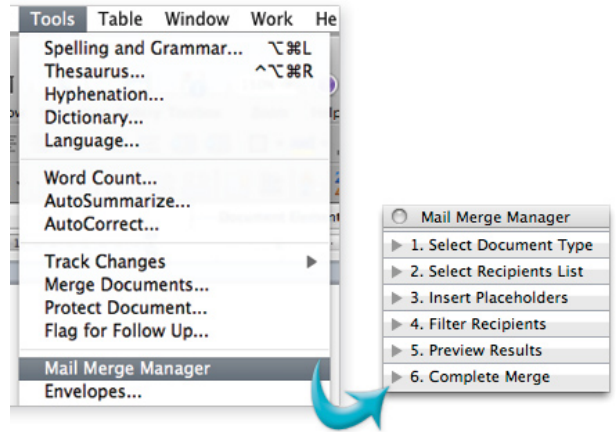 Tools Table Window Work He
Spelling and Grammar... ⌥⌘L
Thesaurus... ^⌥⌘R
Hyphenation...
Dictionary...
Language...
Word Count...
AutoSummarize...
AutoCorrect...
Track Changes ▶
Merge Documents...
Protect Document...
Flag for Follow Up...
Mail Merge Manager
Envelopes...
Mail Merge Manager
1. Select Document Type
2. Select Recipients List
3. Insert Placeholders
4. Filter Recipients
5. Preview Results
6. Complete Merge